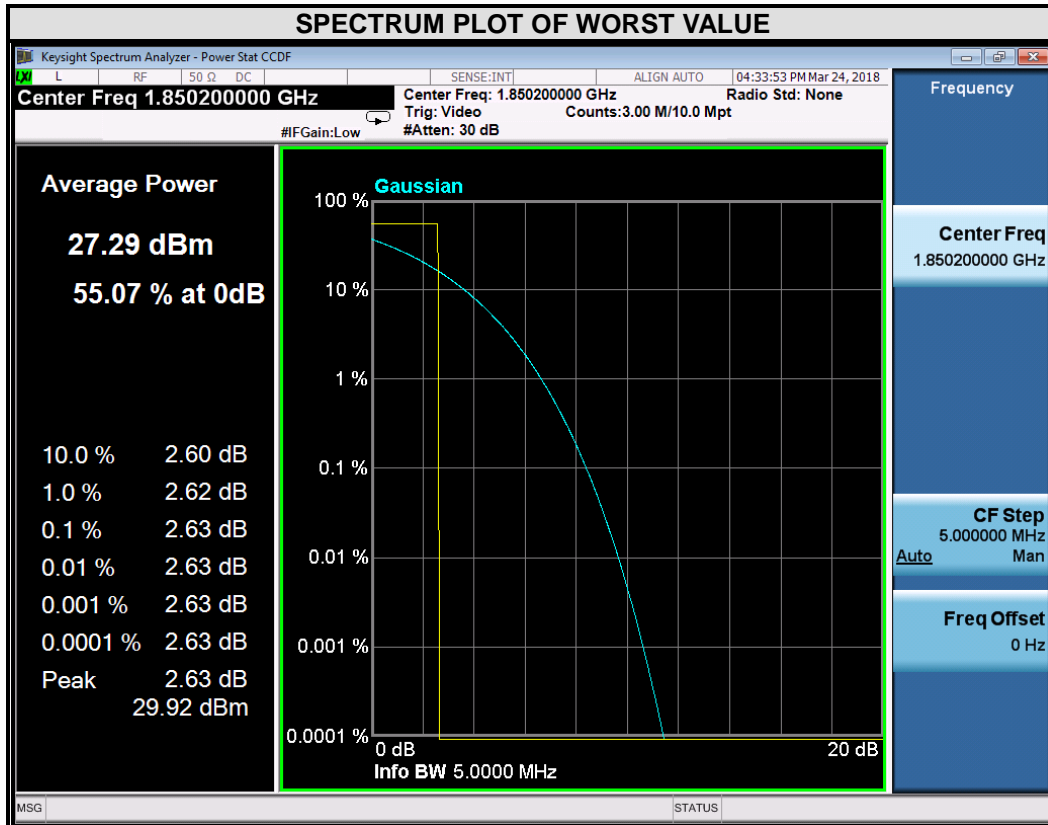 SPECTRUM PLOT OF WORST VALUE
Keysight Spectrum Analyzer - Power Stat CCDF
LXI L RF 50 Ω DC SENSE:INT ALIGN AUTO 04:33:53 PM Mar 24, 2018
Center Freq 1.850200000 GHz
Center Freq: 1.850200000 GHz Radio Std: None
Trig: Video Counts:3.00 M/10.0 Mpt
#IFGain:Low #Atten: 30 dB
Frequency
Average Power
27.29 dBm
55.07 % at 0dB
10.0 % 2.60 dB
1.0 % 2.62 dB
0.1 % 2.63 dB
0.01 % 2.63 dB
0.001 % 2.63 dB
0.0001 % 2.63 dB
Peak 2.63 dB
29.92 dBm
Gaussian
100 %
10 %
1 %
0.1 %
0.01 %
0.001 %
0.0001 %
0 dB 20 dB
Info BW 5.0000 MHz
Center Freq
1.850200000 GHz
CF Step
5.000000 MHz
Auto Man
Freq Offset
0 Hz
MSG STATUS